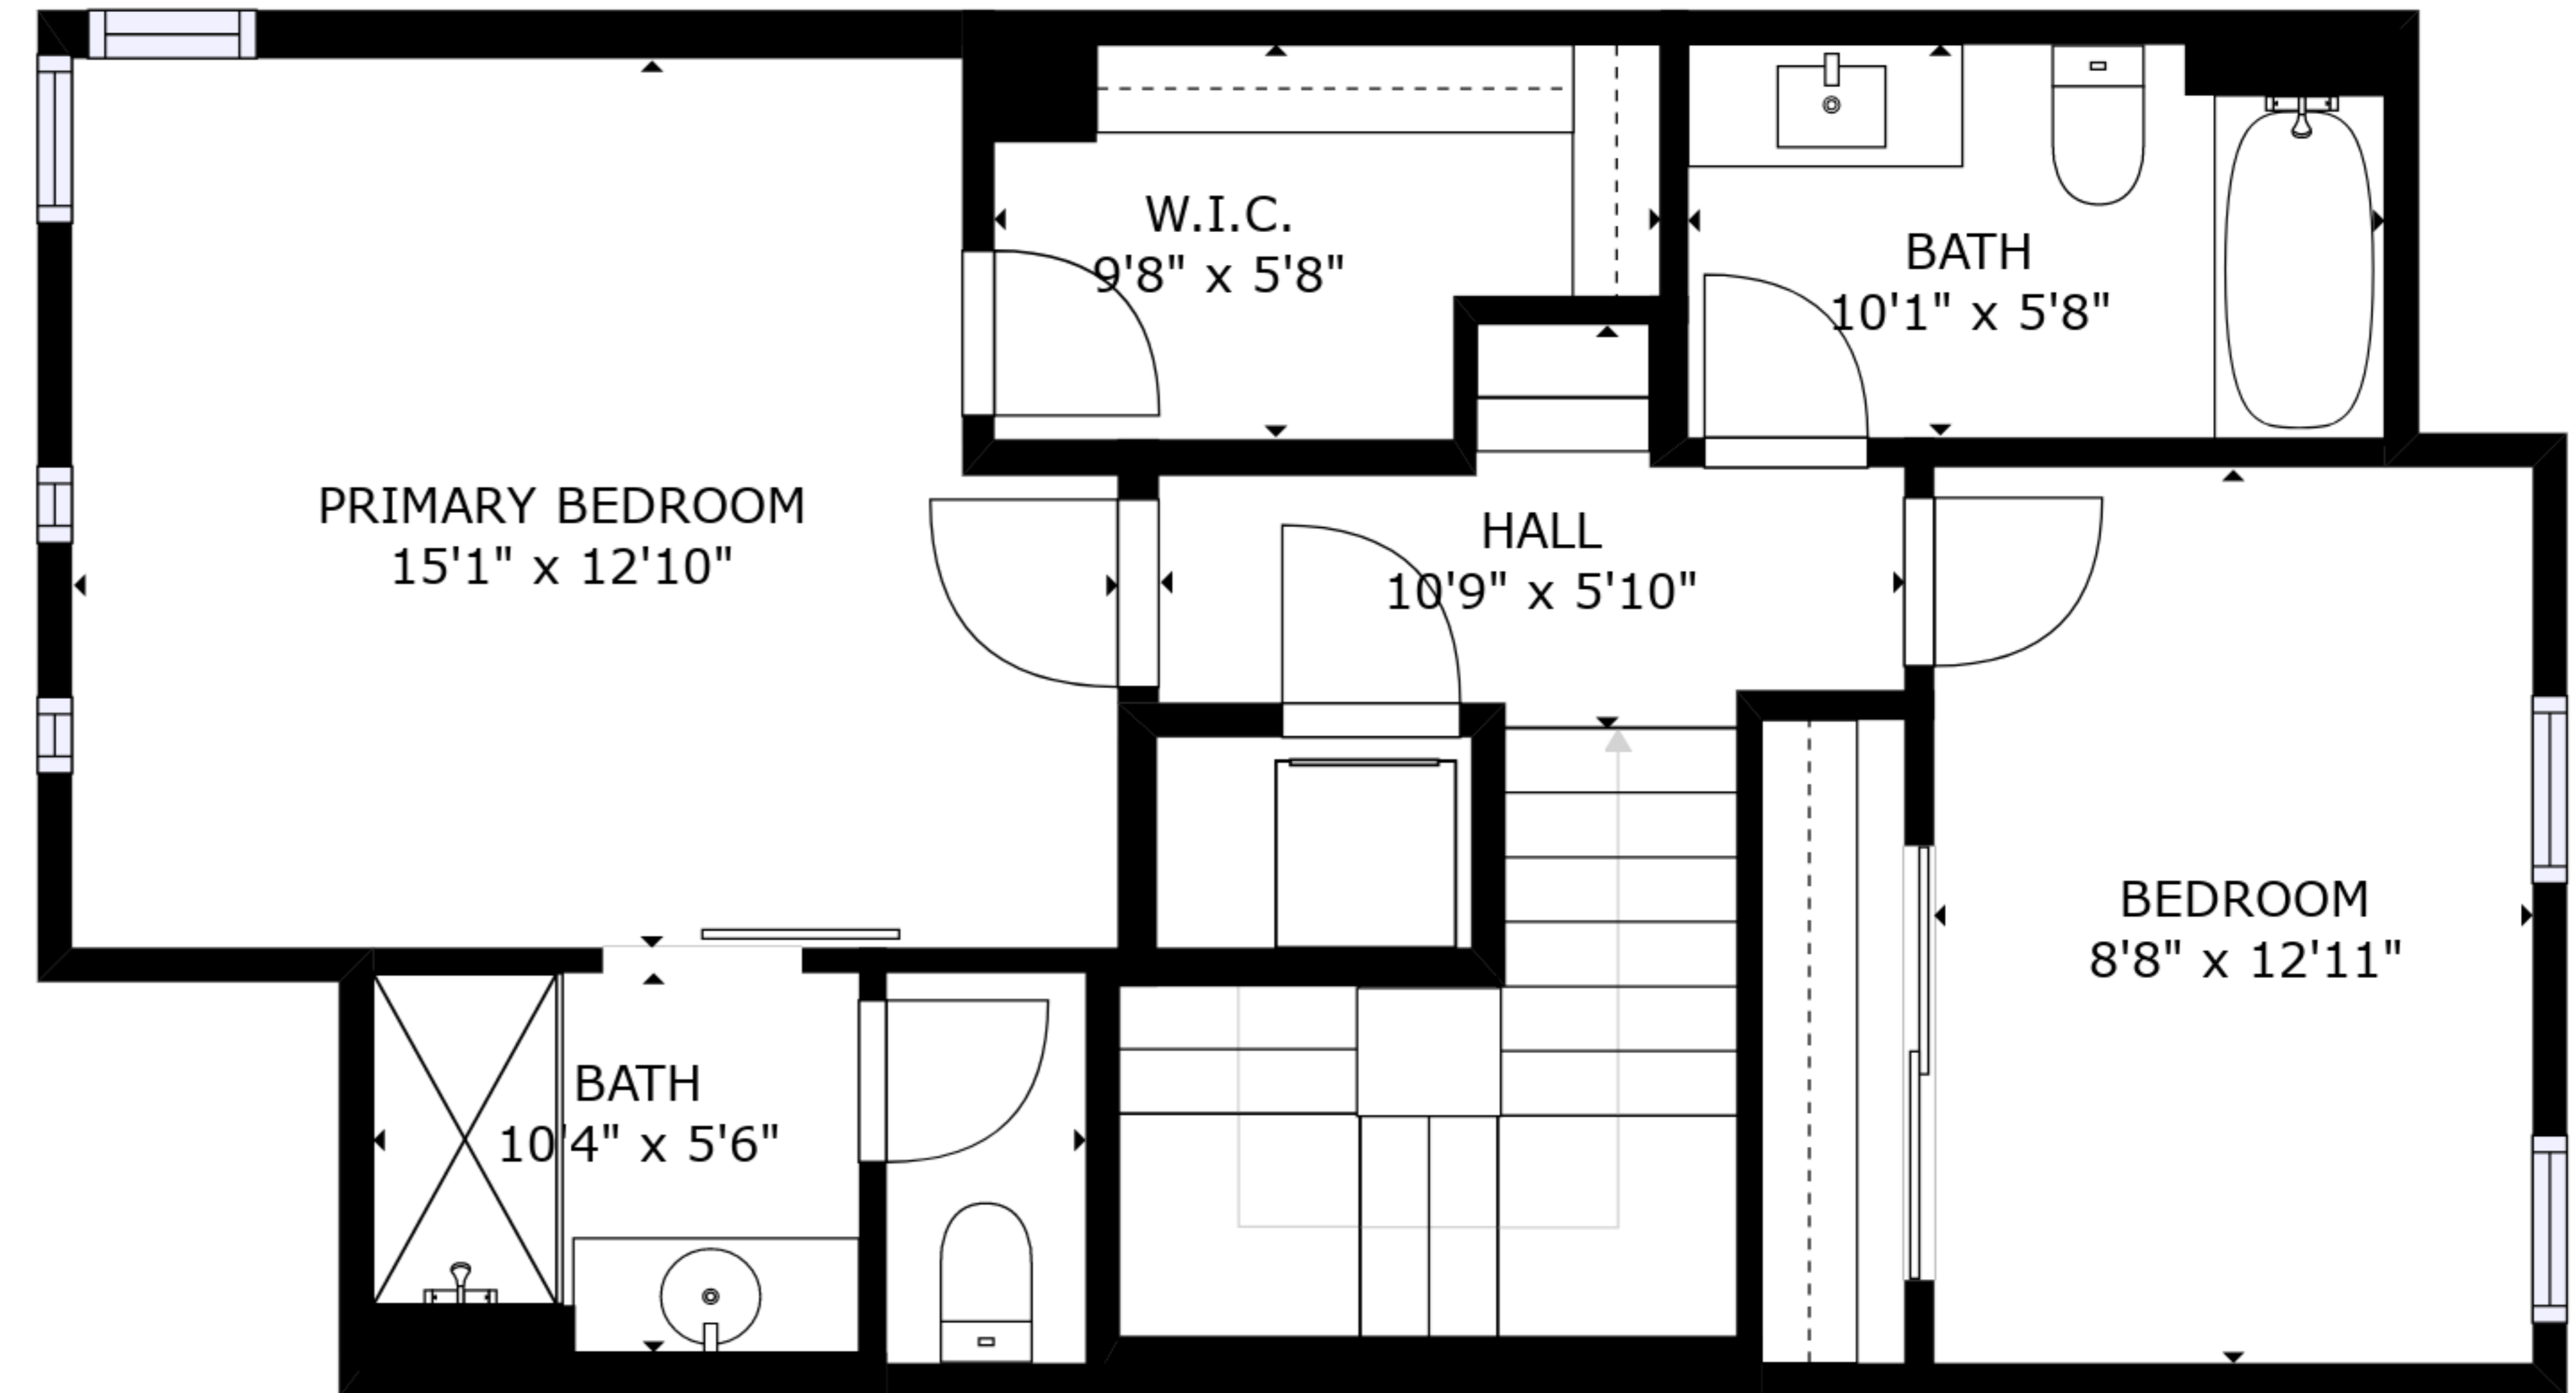 W.I.C.
9'8" x 5'8"
BATH
10'1" x 5'8"
PRIMARY BEDROOM
15'1" x 12'10"
HALL
10'9" x 5'10"
BEDROOM
8'8" x 12'11"
BATH
10'4" x 5'6"